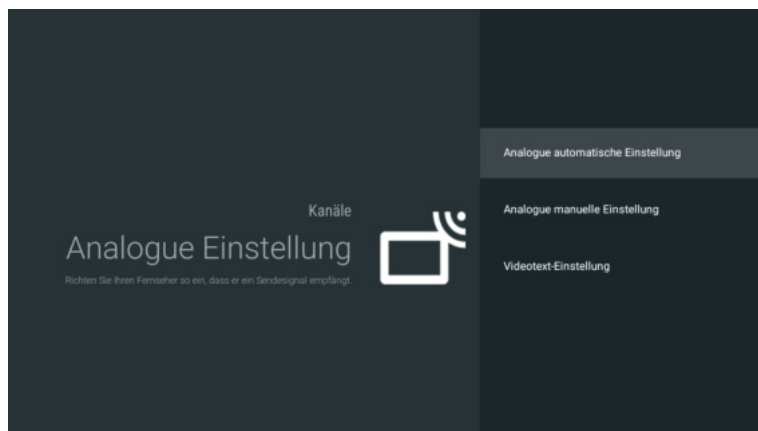 Kanäle
Analogue Einstellung
Richten Sie Ihren Fernseher so ein, dass er ein Sendesignal empfängt.
Analogue automatische Einstellung
Analogue manuelle Einstellung
Videotext-Einstellung